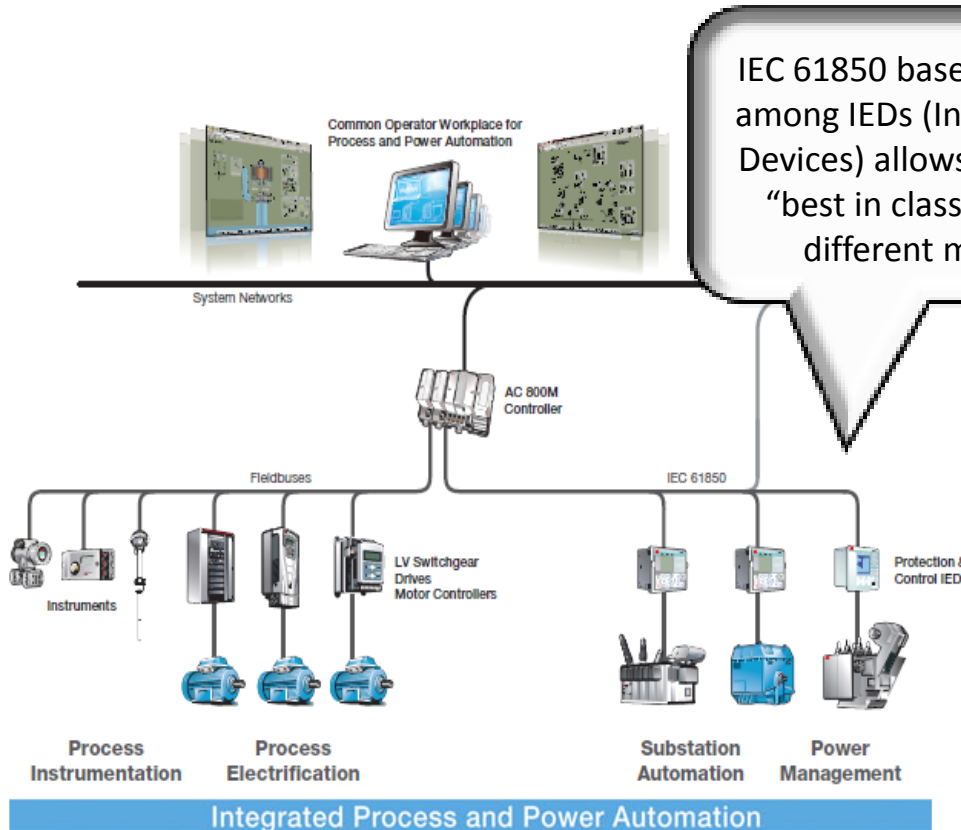 IEC 61850 base
among IEDs (In
Devices) allows
“best in class
different m
Common Operator Workplace for
Process and Power Automation
System Networks
AC 800M
Controller
Fieldbuses
IEC 61850
Instruments
LV Switchgear
Drives
Motor Controllers
Protection &
Control IED
Process
Instrumentation
Process
Electrification
Substation
Automation
Power
Management
Integrated Process and Power Automation